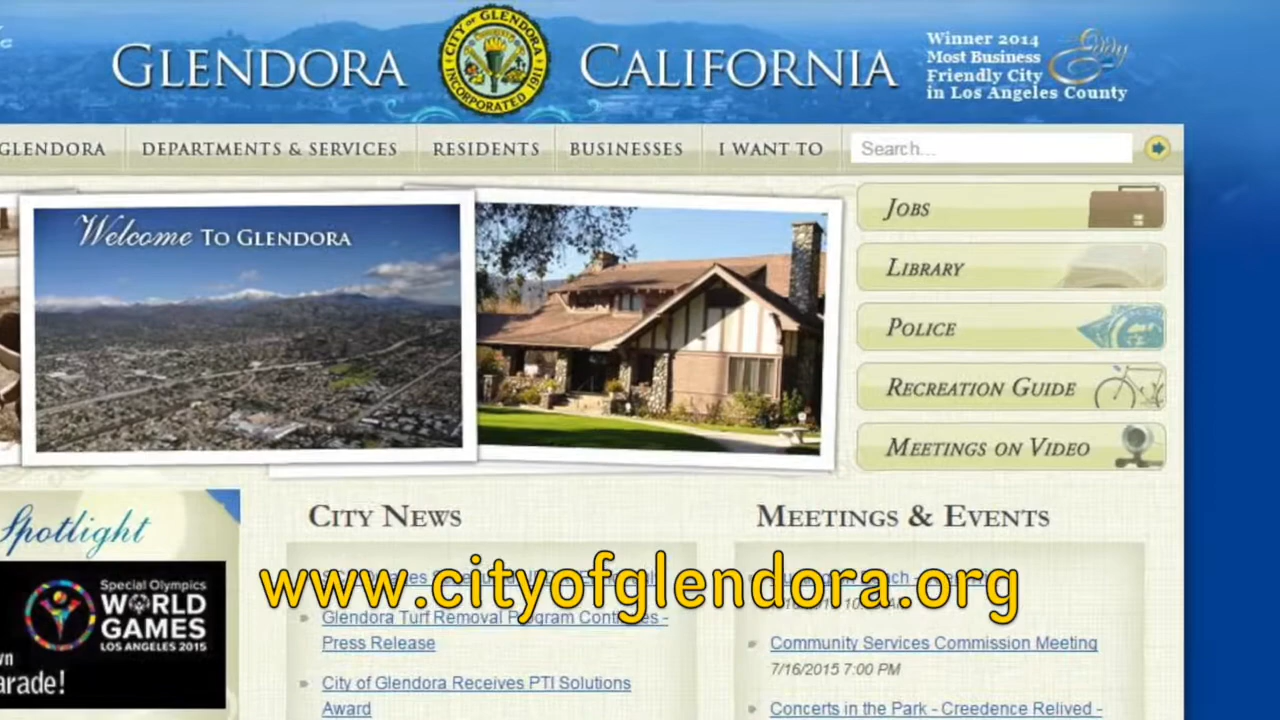 GLENDORA
CITY OF GLENDORA
INCORPORATED 1911
CALIFORNIA
Winner 2014
Most Business
Friendly City
in Los Angeles County
Eddy
GLENDORA
DEPARTMENTS & SERVICES
RESIDENTS
BUSINESSES
I WANT TO
Search...
Welcome TO GLENDORA
JOBS
LIBRARY
POLICE
RECREATION GUIDE
MEETINGS ON VIDEO
Spotlight
Special Olympics
WORLD
GAMES
LOS ANGELES 2015
arade!
CITY NEWS
www.cityofglendora.org
Glendora Turf Removal Program
Press Release
City of Glendora Receives PTI Solutions
Award
MEETINGS & EVENTS
Community Services Commission Meeting
7/16/2015 7:00 PM
Concerts in the Park - Creedence Relived -